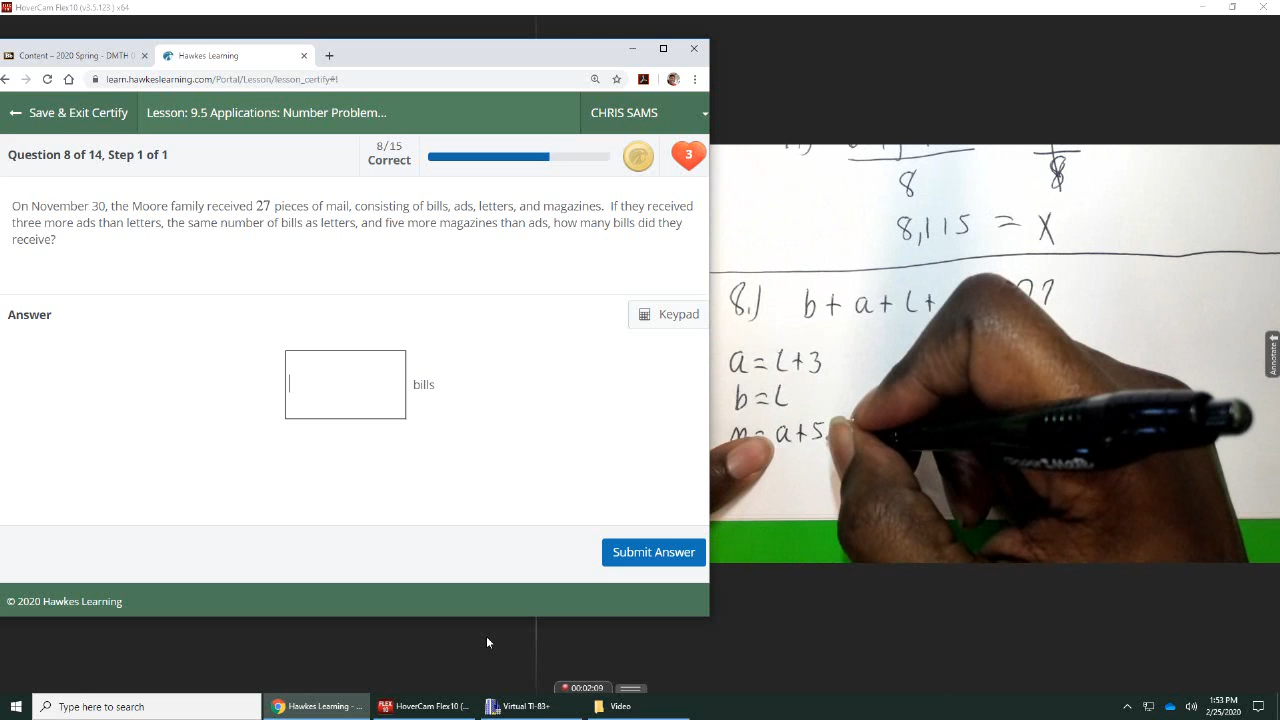 HoverCam Flex10 (v3.5.123 ) x64
Content – 2020 Spring - DMTH 0
Hawkes Learning
learn.hawkeslearning.com/Portal/Lesson/lesson_certify#!
Save & Exit Certify
Lesson: 9.5 Applications: Number Problem...
CHRIS SAMS
Question 8 of 14, Step 1 of 1
8/15
Correct
3
On November 30, the Moore family received 27 pieces of mail, consisting of bills, ads, letters, and magazines. If they received
three more ads than letters, the same number of bills as letters, and five more magazines than ads, how many bills did they
receive?
Answer
Keypad
bills
Submit Answer
© 2020 Hawkes Learning
8
8
8,115 = X
8.) b + a + L +
a = L + 3
b = L
m = a + 5
Annotate
00:02:09
Type here to search
Hawkes Learning - ...
HoverCam Flex10 (...
Virtual TI-83+
Video
1:53 PM
2/25/2020